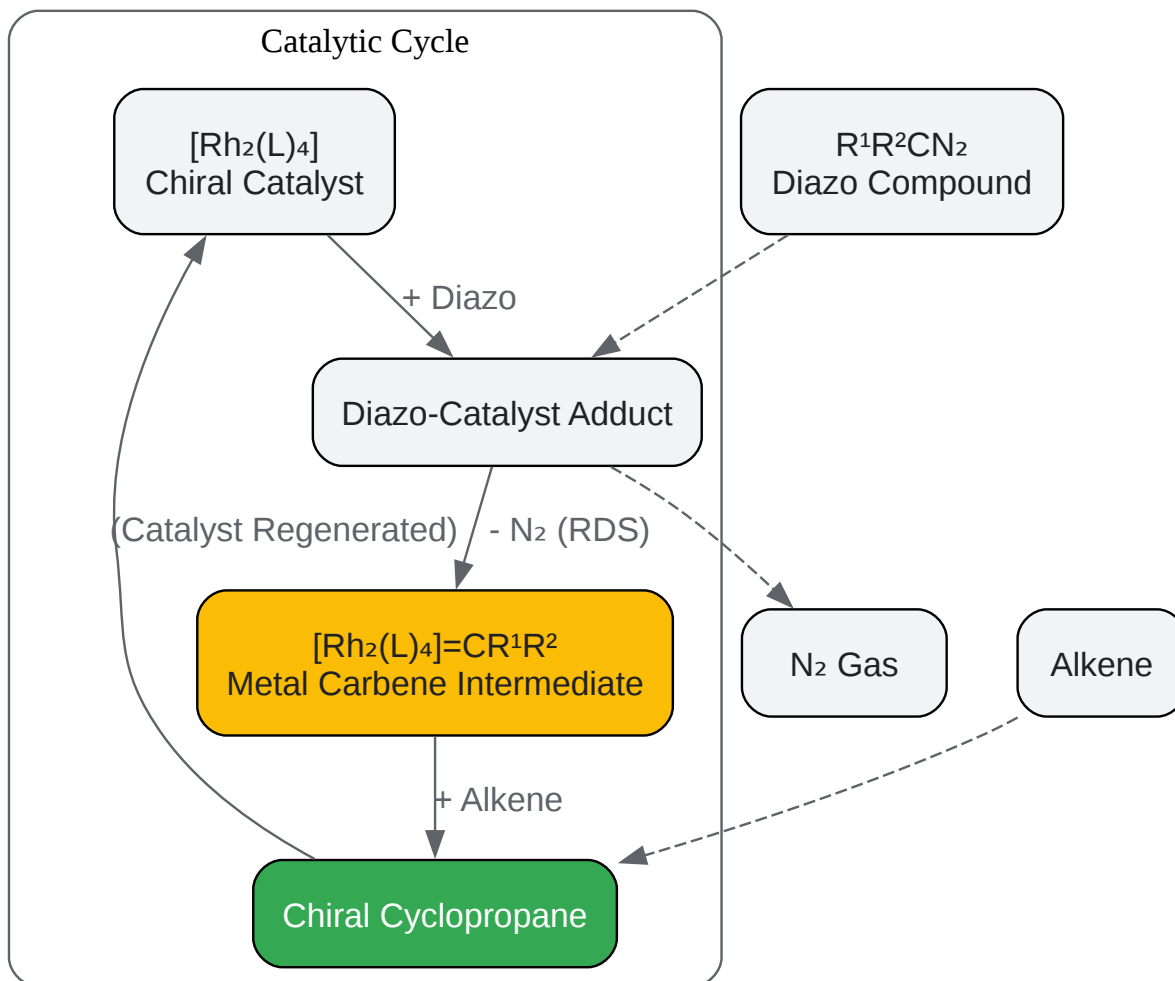 Catalytic Cycle
[Rh₂(L)₄]
Chiral Catalyst
R¹R²CN₂
Diazo Compound
+ Diazo
Diazo-Catalyst Adduct
(Catalyst Regenerated)
- N₂ (RDS)
[Rh₂(L)₄]=CR¹R²
Metal Carbene Intermediate
N₂ Gas
Alkene
+ Alkene
Chiral Cyclopropane